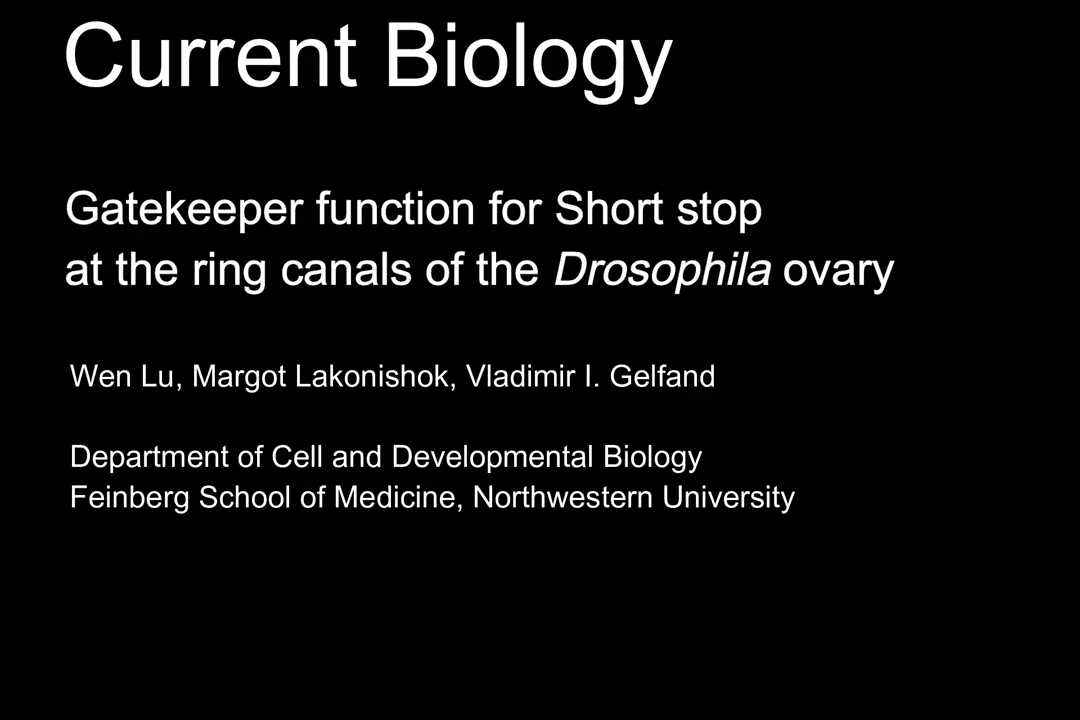 Current Biology
Gatekeeper function for Short stop
at the ring canals of the Drosophila ovary
Wen Lu, Margot Lakonishok, Vladimir I. Gelfand
Department of Cell and Developmental Biology
Feinberg School of Medicine, Northwestern University